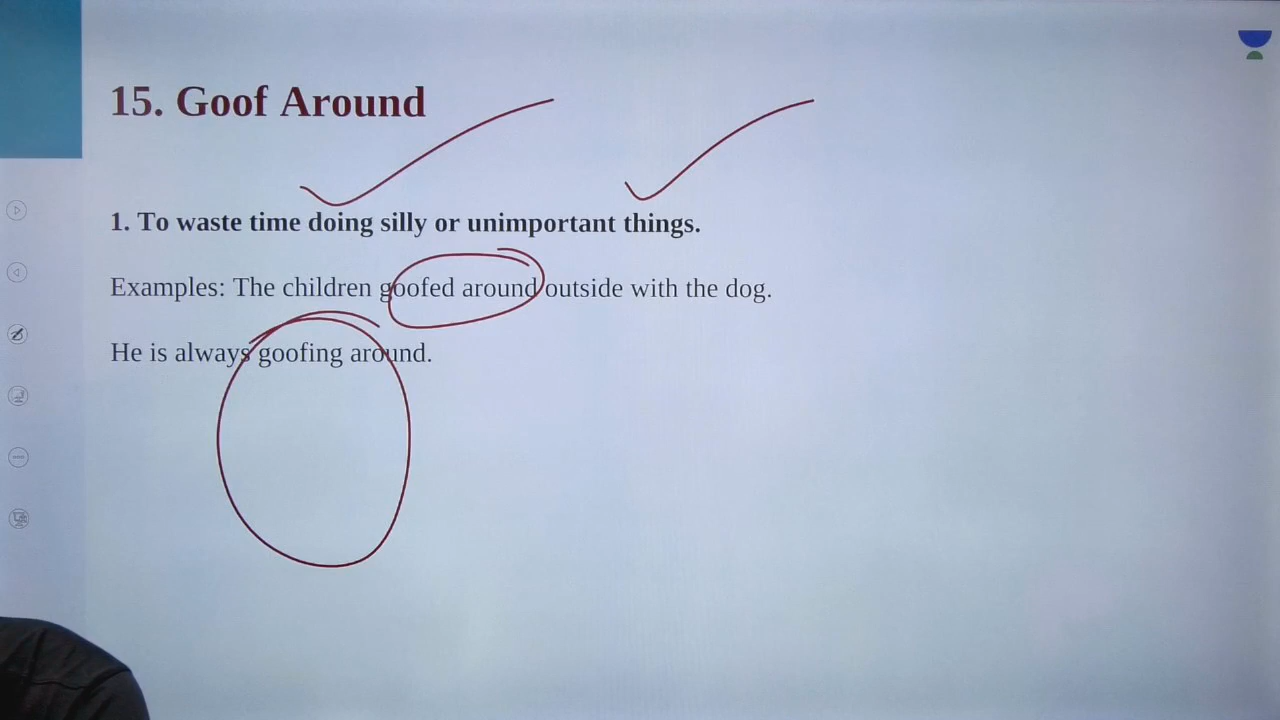 15. Goof Around
1. To waste time doing silly or unimportant things.
Examples: The children goofed around outside with the dog.
He is always goofing around.